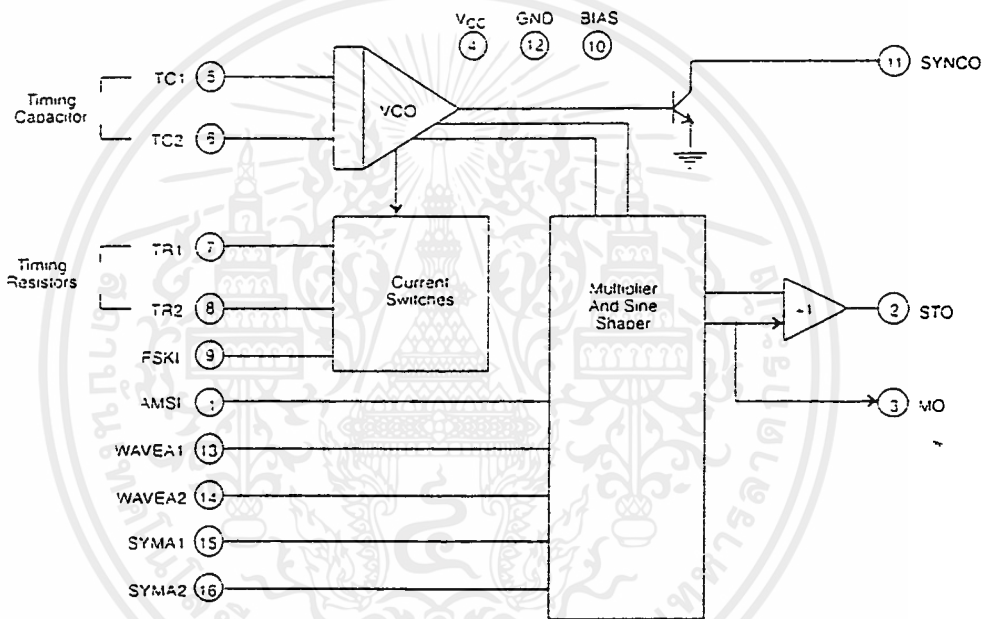 VCC GND BIAS
4 12 10
TC1 5
Timing
Capacitor
TC2 6
VCO
11 SYNCO
TR1 7
Timing
Resistors
TR2 8
FSKI 9
Current
Switches
Multiplier
And Sine
Shaper
+1
2 STO
3 MO
AMSI 1
WAVEA1 13
WAVEA2 14
SYMA1 15
SYMA2 16